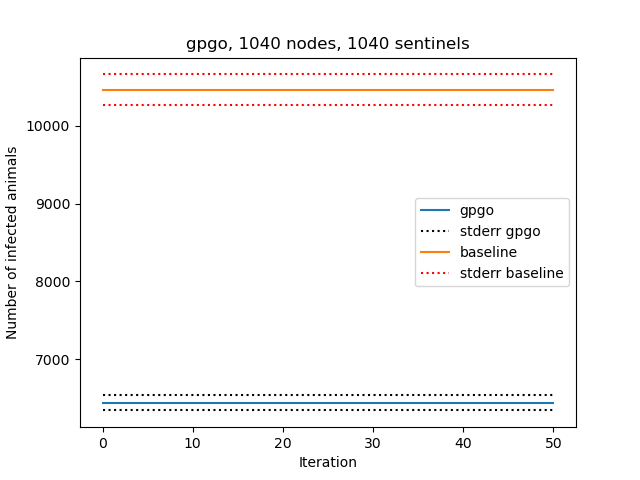 gpgo, 1040 nodes, 1040 sentinels
Number of infected animals
10000
9000
8000
7000
gpgo
stderr gpgo
baseline
stderr baseline
0 10 20 30 40 50
Iteration